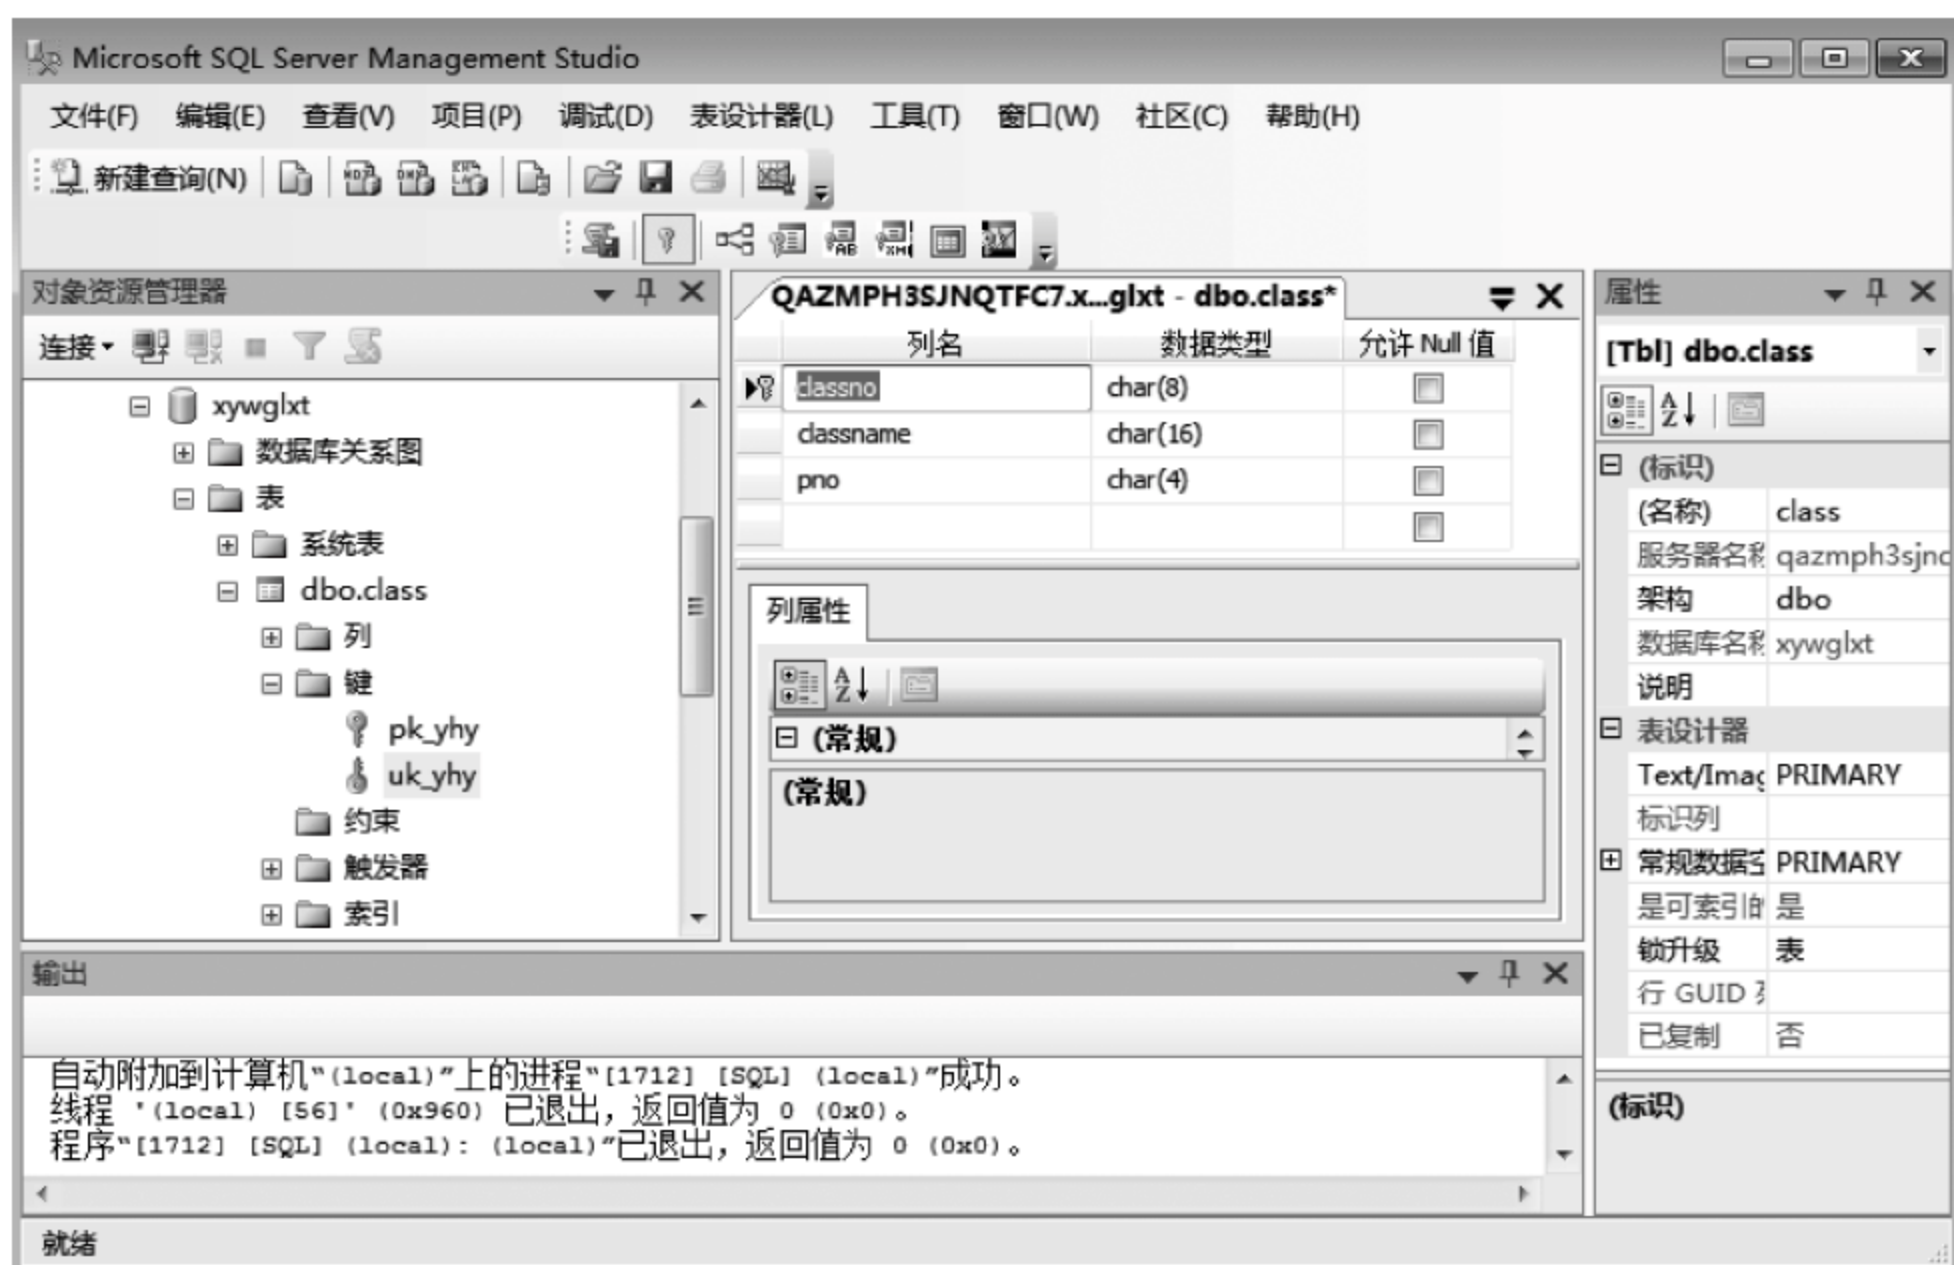 Microsoft SQL Server Management Studio
文件(F) 编辑(E) 查看(V) 项目(P) 调试(D) 表设计器(L) 工具(T) 窗口(W) 社区(C) 帮助(H)
新建查询(N)
对象资源管理器
连接
xywglxt
数据库关系图
表
系统表
dbo.class
列
键
pk_yhy
uk_yhy
约束
触发器
索引
QAZMPH3SJNQTFC7.x...glxt - dbo.class*
列名 数据类型 允许 Null 值
classno char(8)
classname char(16)
pno char(4)
列属性
(常规)
(常规)
属性
[Tbl] dbo.class
(标识)
(名称) class
服务器名称 qazmph3sjnc
架构 dbo
数据库名称 xywglxt
说明
表设计器
Text/Imag PRIMARY
标识列
常规数据空 PRIMARY
是可索引的 是
锁升级 表
行 GUID 列
已复制 否
(标识)
输出
自动附加到计算机“(local)”上的进程“[1712] [SQL] (local)”成功。
线程 '(local) [56]' (0x960) 已退出，返回值为 0 (0x0)。
程序“[1712] [SQL] (local): (local)”已退出，返回值为 0 (0x0)。
就绪